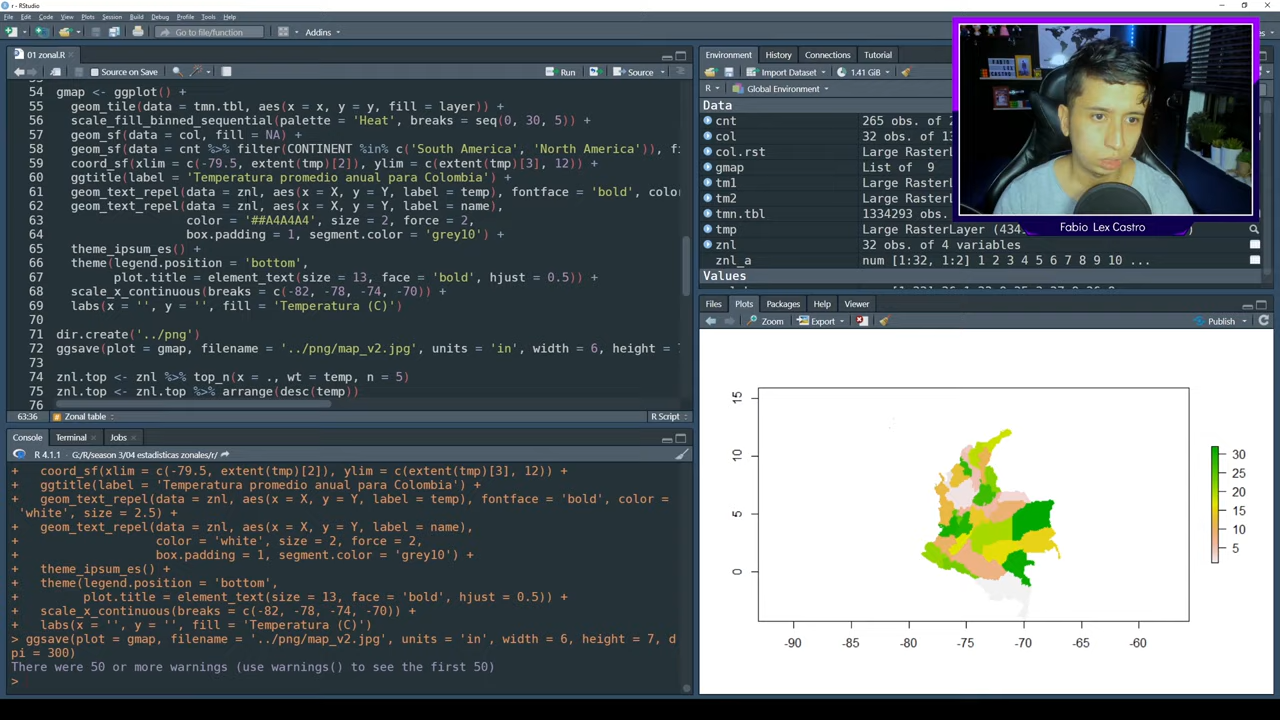 r - RStudio
File Edit Code View Plots Session Build Debug Profile Tools Help
Go to file/function
Addins
01 zonal.R
Source on Save
Run
Source
54 gmap <- ggplot() +
55 geom_tile(data = tmn.tbl, aes(x = x, y = y, fill = layer)) +
56 scale_fill_binned_sequential(palette = 'Heat', breaks = seq(0, 30, 5)) +
57 geom_sf(data = col, fill = NA) +
58 geom_sf(data = cnt %>% filter(CONTINENT %in% c('South America', 'North America')), fi
59 coord_sf(xlim = c(-79.5, extent(tmp)[2]), ylim = c(extent(tmp)[3], 12)) +
60 ggtitle(label = 'Temperatura promedio anual para Colombia') +
61 geom_text_repel(data = znl, aes(x = X, y = Y, label = temp), fontface = 'bold', color
62 geom_text_repel(data = znl, aes(x = X, y = Y, label = name),
63 color = '##A4A4A4', size = 2, force = 2,
64 box.padding = 1, segment.color = 'grey10') +
65 theme_ipsum_es() +
66 theme(legend.position = 'bottom',
67 plot.title = element_text(size = 13, face = 'bold', hjust = 0.5)) +
68 scale_x_continuous(breaks = c(-82, -78, -74, -70)) +
69 labs(x = '', y = '', fill = 'Temperatura (C)')
70
71 dir.create('../png')
72 ggsave(plot = gmap, filename = '../png/map_v2.jpg', units = 'in', width = 6, height =
73
74 znl.top <- znl %>% top_n(x = ., wt = temp, n = 5)
75 znl.top <- znl.top %>% arrange(desc(temp))
76
63:36
Zonal table
R Script
Console Terminal Jobs
R 4.1.1 · G:/R/season 3/04 estadisticas zonales/r/
+ coord_sf(xlim = c(-79.5, extent(tmp)[2]), ylim = c(extent(tmp)[3], 12)) +
+ ggtitle(label = 'Temperatura promedio anual para Colombia') +
+ geom_text_repel(data = znl, aes(x = X, y = Y, label = temp), fontface = 'bold', color =
'white', size = 2.5) +
+ geom_text_repel(data = znl, aes(x = X, y = Y, label = name),
+ color = 'white', size = 2, force = 2,
+ box.padding = 1, segment.color = 'grey10') +
+ theme_ipsum_es() +
+ theme(legend.position = 'bottom',
+ plot.title = element_text(size = 13, face = 'bold', hjust = 0.5)) +
+ scale_x_continuous(breaks = c(-82, -78, -74, -70)) +
+ labs(x = '', y = '', fill = 'Temperatura (C)')
> ggsave(plot = gmap, filename = '../png/map_v2.jpg', units = 'in', width = 6, height = 7, d
pi = 300)
There were 50 or more warnings (use warnings() to see the first 50)
>
Environment History Connections Tutorial
Import Dataset
1.41 GiB
R
Global Environment
Data
cnt 265 obs. of 2
col 32 obs. of 13
col.rst Large RasterL
gmap List of 9
tm1 Large RasterL
tm2 Large RasterL
tmn.tbl 1334293 obs.
tmp Large RasterLayer (434
znl 32 obs. of 4 variables
znl_a num [1:32, 1:2] 1 2 3 4 5 6 7 8 9 10 ...
Values
Fabio Lex Castro
Files Plots Packages Help Viewer
Zoom Export
Publish
15
10
5
0
-90 -85 -80 -75 -70 -65 -60
30
25
20
15
10
5